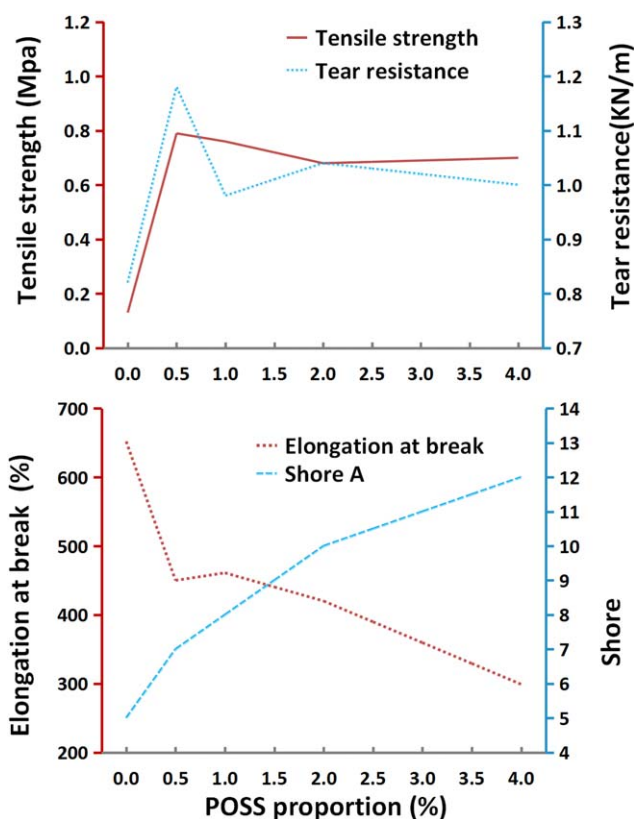 Tensile strength (Mpa)
1.2
1.0
0.8
0.6
0.4
0.2
0.0
Tensile strength
Tear resistance
1.3
1.2
1.1
1.0
0.9
0.8
0.7
Tear resistance(KN/m)
0.0 0.5 1.0 1.5 2.0 2.5 3.0 3.5 4.0
Elongation at break (%)
700
600
500
400
300
200
Elongation at break
Shore A
14
13
12
11
10
9
8
7
6
5
4
Shore
0.0 0.5 1.0 1.5 2.0 2.5 3.0 3.5 4.0
POSS proportion (%)